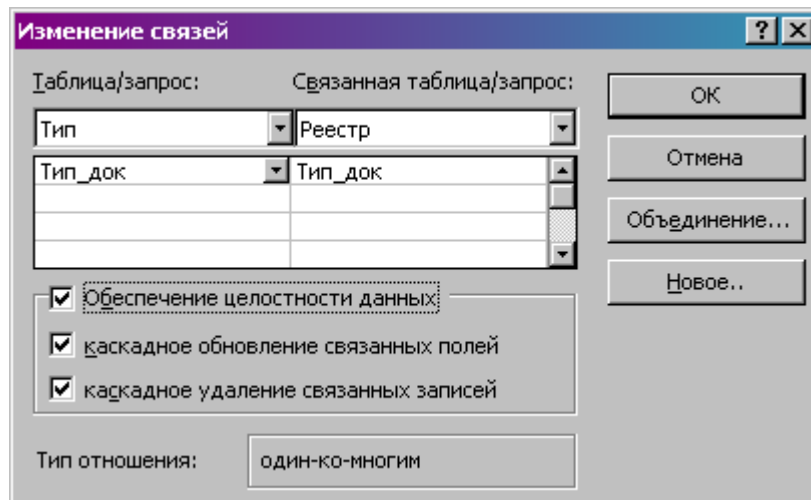 Изменение связей
Таблица/запрос: Связанная таблица/запрос:
Тип Реестр
Тип_док Тип_док
Обеспечение целостности данных
каскадное обновление связанных полей
каскадное удаление связанных записей
Тип отношения: один-ко-многим
ОК
Отмена
Объединение...
Новое..